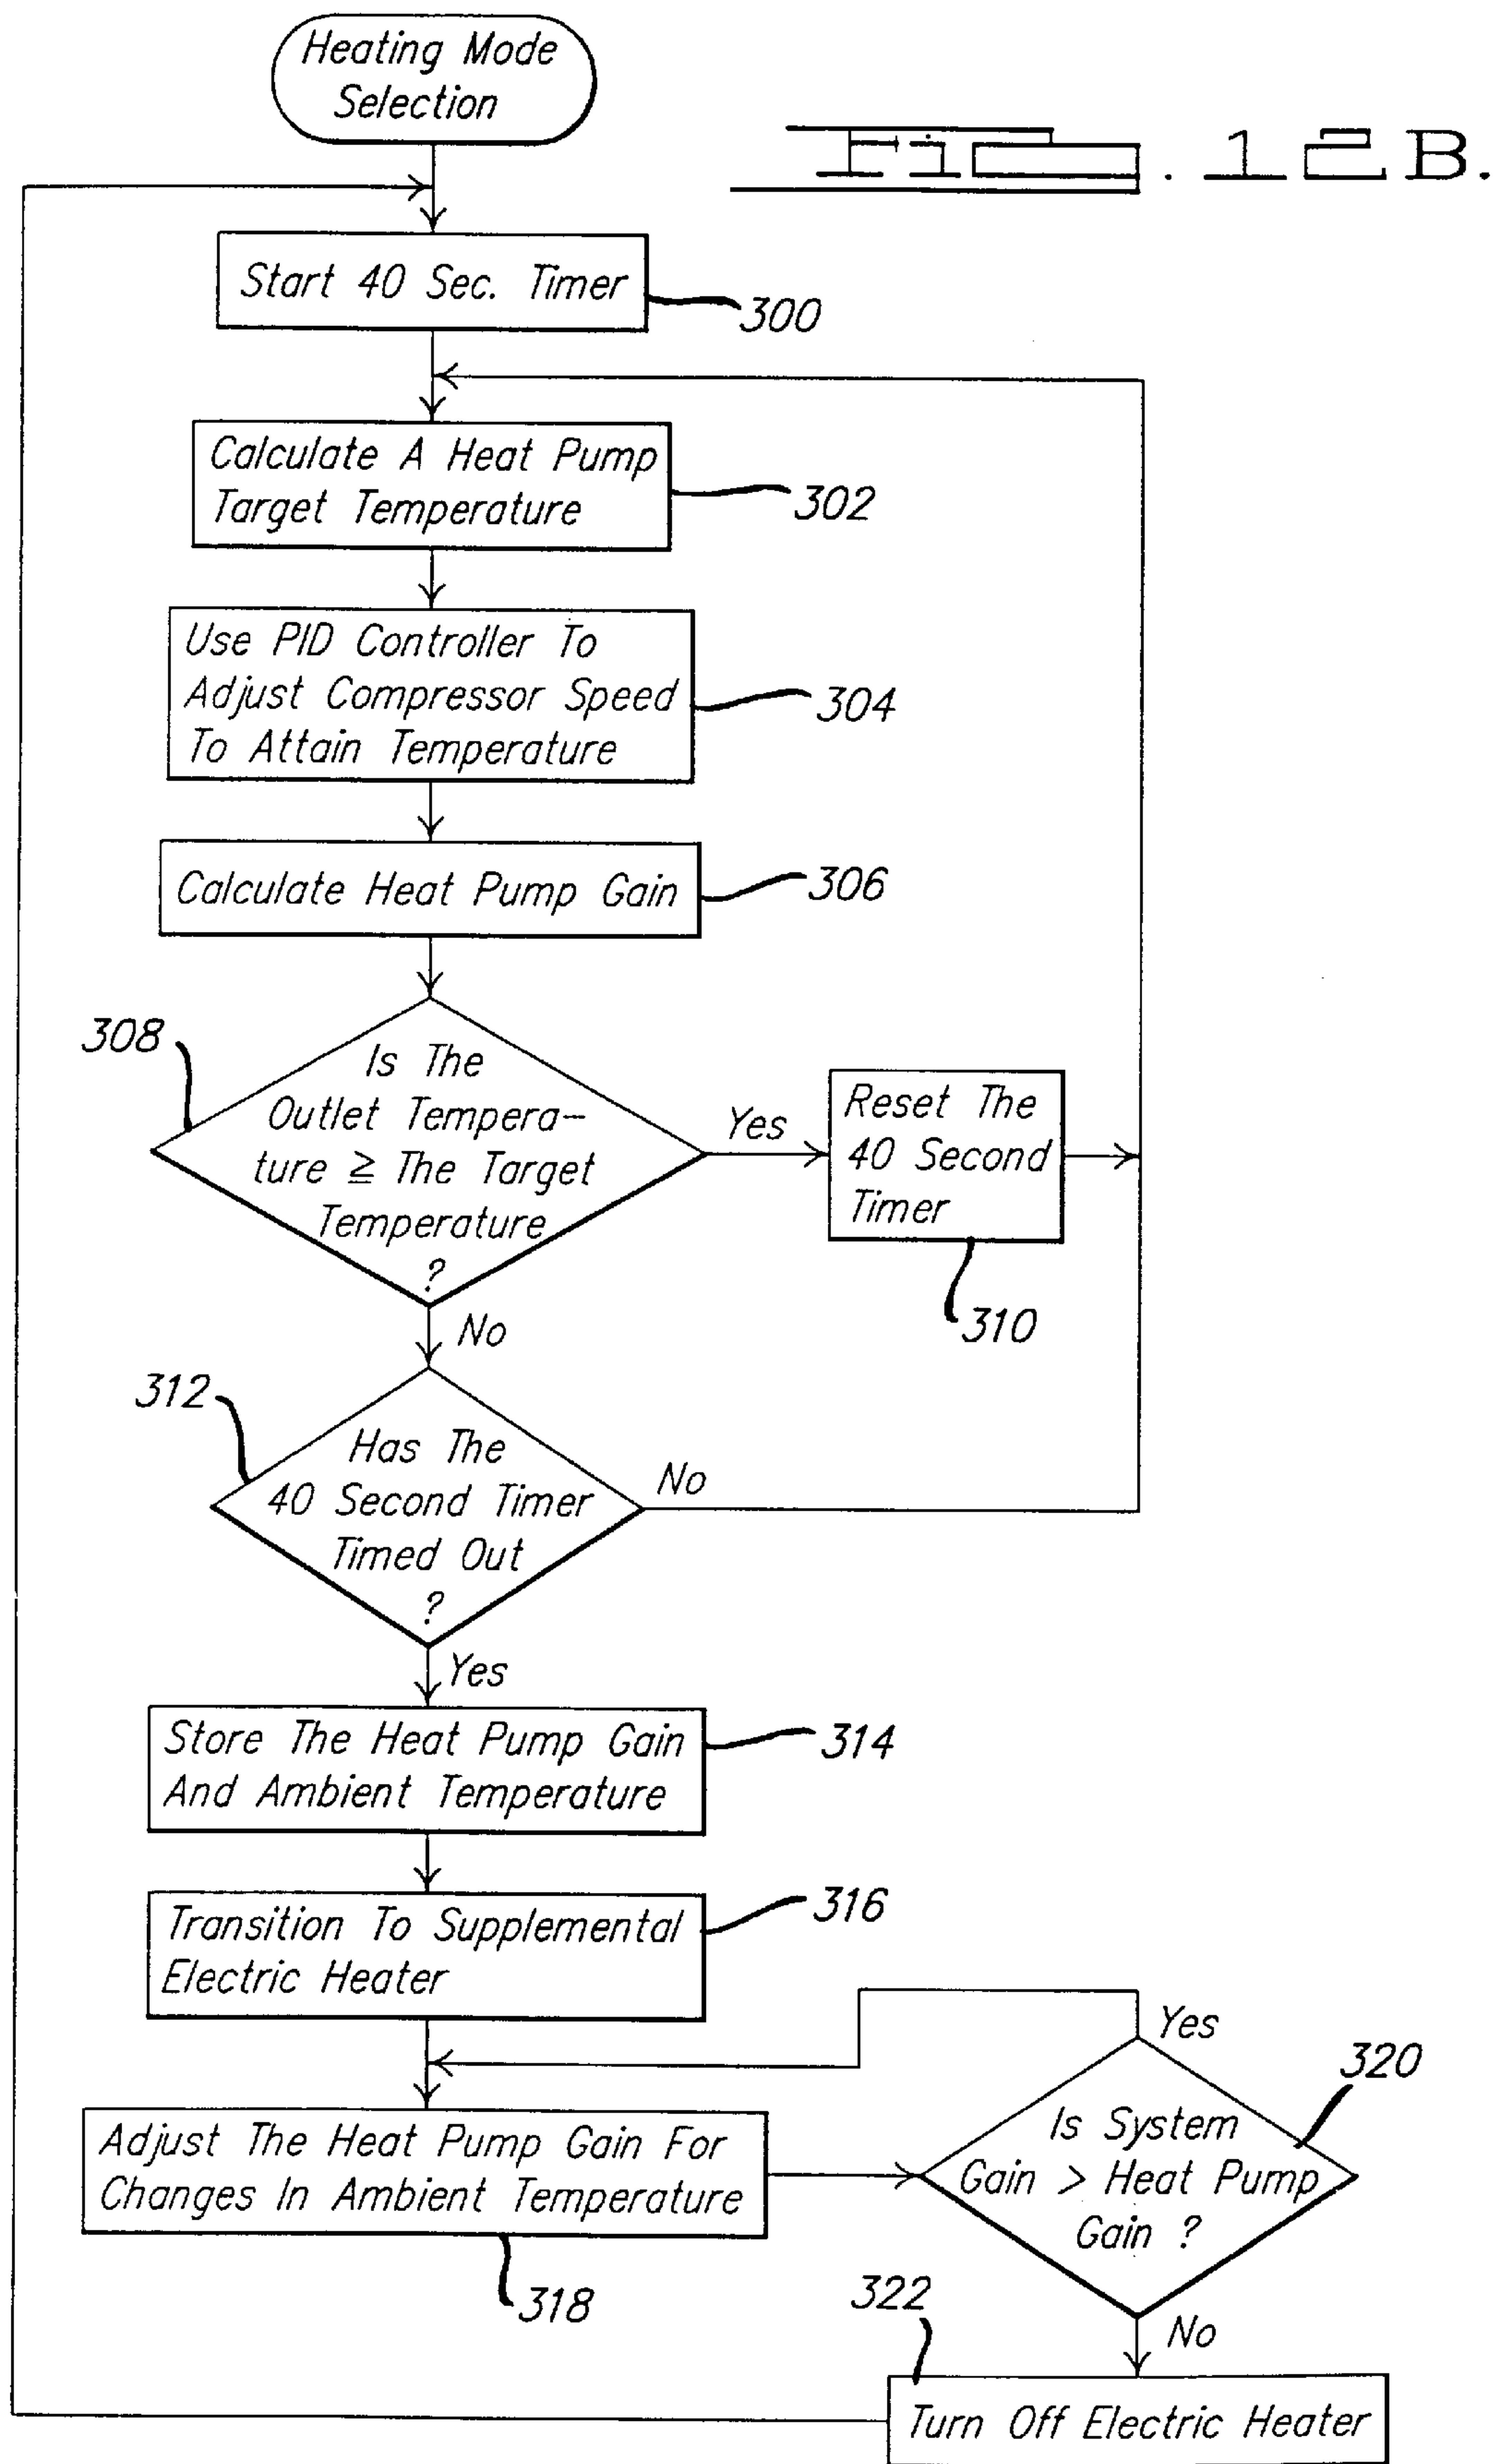 Heating Mode
Selection
Fig. 12B.
Start 40 Sec. Timer
300
Calculate A Heat Pump
Target Temperature
302
Use PID Controller To
Adjust Compressor Speed
To Attain Temperature
304
Calculate Heat Pump Gain
306
308
Is The
Outlet Tempera-
ture ≧ The Target
Temperature
?
Yes
Reset The
40 Second
Timer
310
No
312
Has The
40 Second Timer
Timed Out
?
No
Yes
Store The Heat Pump Gain
And Ambient Temperature
314
Transition To Supplemental
Electric Heater
316
Adjust The Heat Pump Gain For
Changes In Ambient Temperature
318
Yes
320
Is System
Gain > Heat Pump
Gain ?
No
322
Turn Off Electric Heater